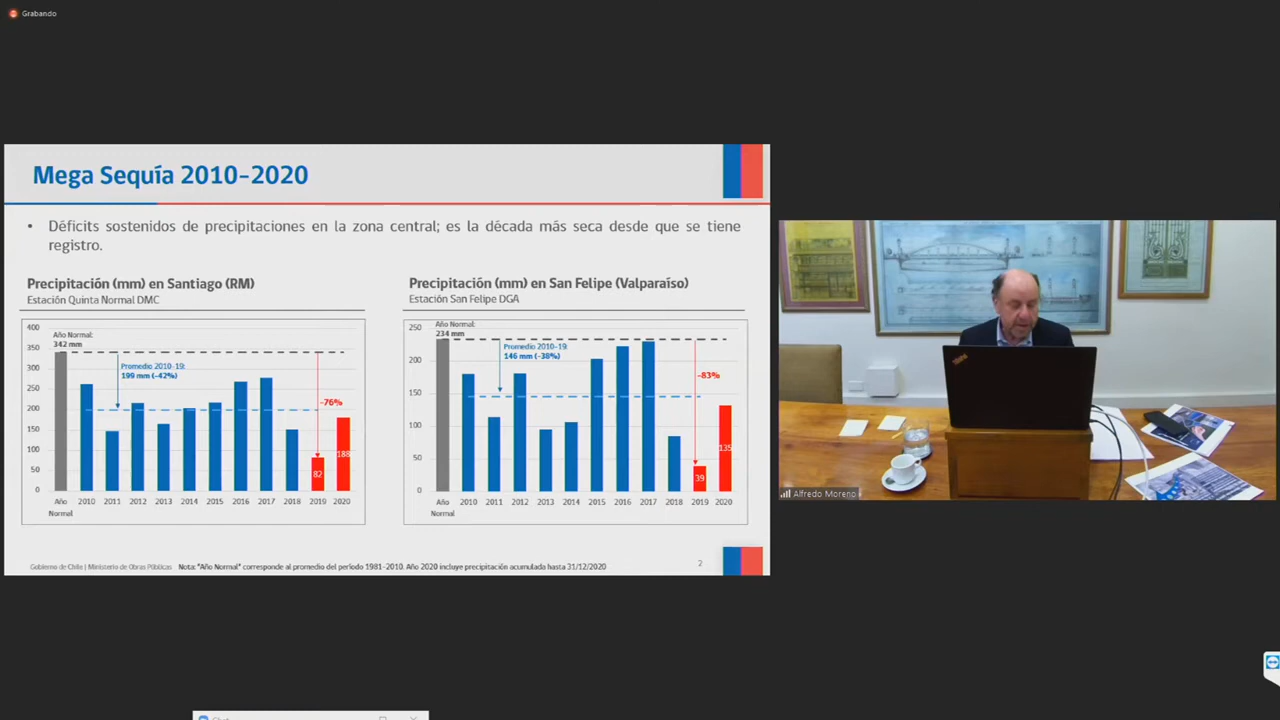 Grabando
Mega Sequía 2010-2020
• Déficits sostenidos de precipitaciones en la zona central; es la década más seca desde que se tiene
registro.
Precipitación (mm) en Santiago (RM)
Estación Quinta Normal DMC
400
350
300
250
200
150
100
50
0
Año Normal:
342 mm
Promedio 2010-19:
199 mm (-42%)
-76%
82
188
Año
Normal
2010 2011 2012 2013 2014 2015 2016 2017 2018 2019 2020
Precipitación (mm) en San Felipe (Valparaíso)
Estación San Felipe DGA
250
200
150
100
50
0
Año Normal:
234 mm
Promedio 2010-19:
146 mm (-38%)
-83%
39
135
Año
Normal
2010 2011 2012 2013 2014 2015 2016 2017 2018 2019 2020
Gobierno de Chile | Ministerio de Obras Públicas
Nota: "Año Normal" corresponde al promedio del período 1981-2010. Año 2020 incluye precipitación acumulada hasta 31/12/2020
2
ThinkPad
Alfredo Moreno
Chat